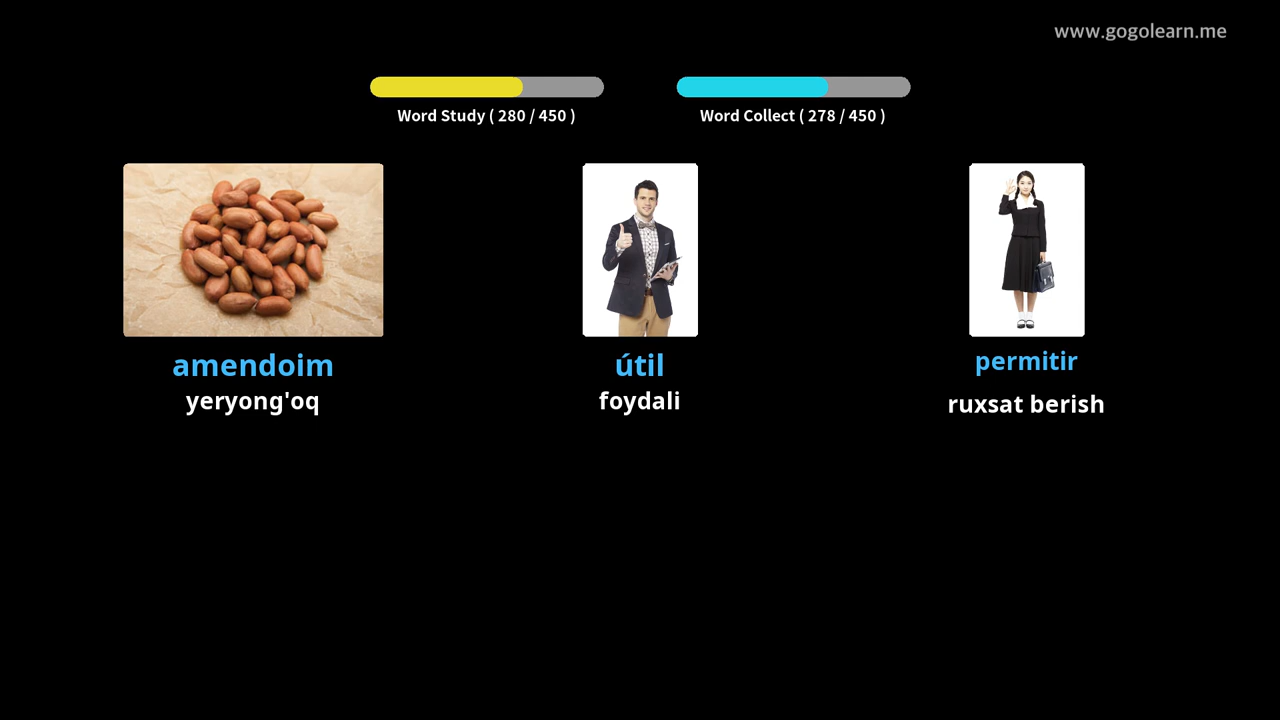 www.gogolearn.me
Word Study ( 280 / 450 )
Word Collect ( 278 / 450 )
amendoim
yeryong'oq
útil
foydali
permitir
ruxsat berish